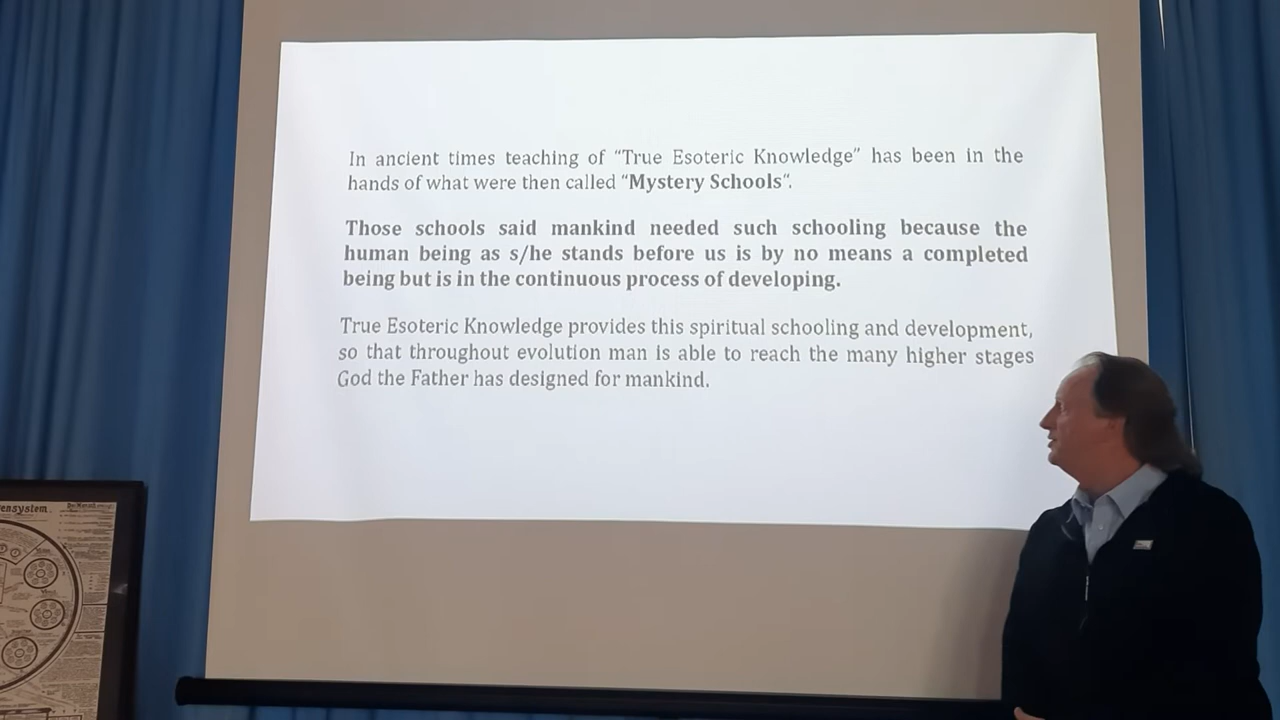 In ancient times teaching of “True Esoteric Knowledge” has been in the
hands of what were then called “Mystery Schools“.
Those schools said mankind needed such schooling because the
human being as s/he stands before us is by no means a completed
being but is in the continuous process of developing.
True Esoteric Knowledge provides this spiritual schooling and development,
so that throughout evolution man is able to reach the many higher stages
God the Father has designed for mankind.
ensystem